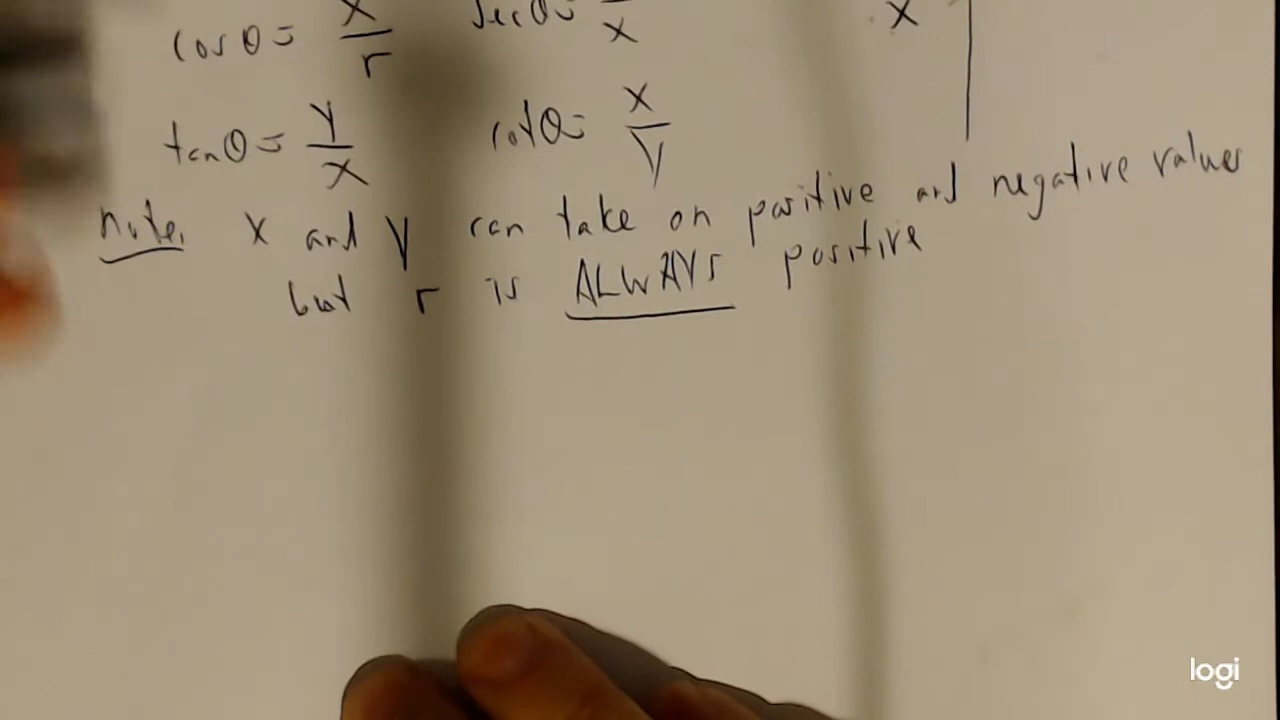 cos θ = x/r    sec θ = /x    x
tan θ = y/x    cot θ = x/y
note. x and y can take on positive and negative values
but r is ALWAYS positive
logi